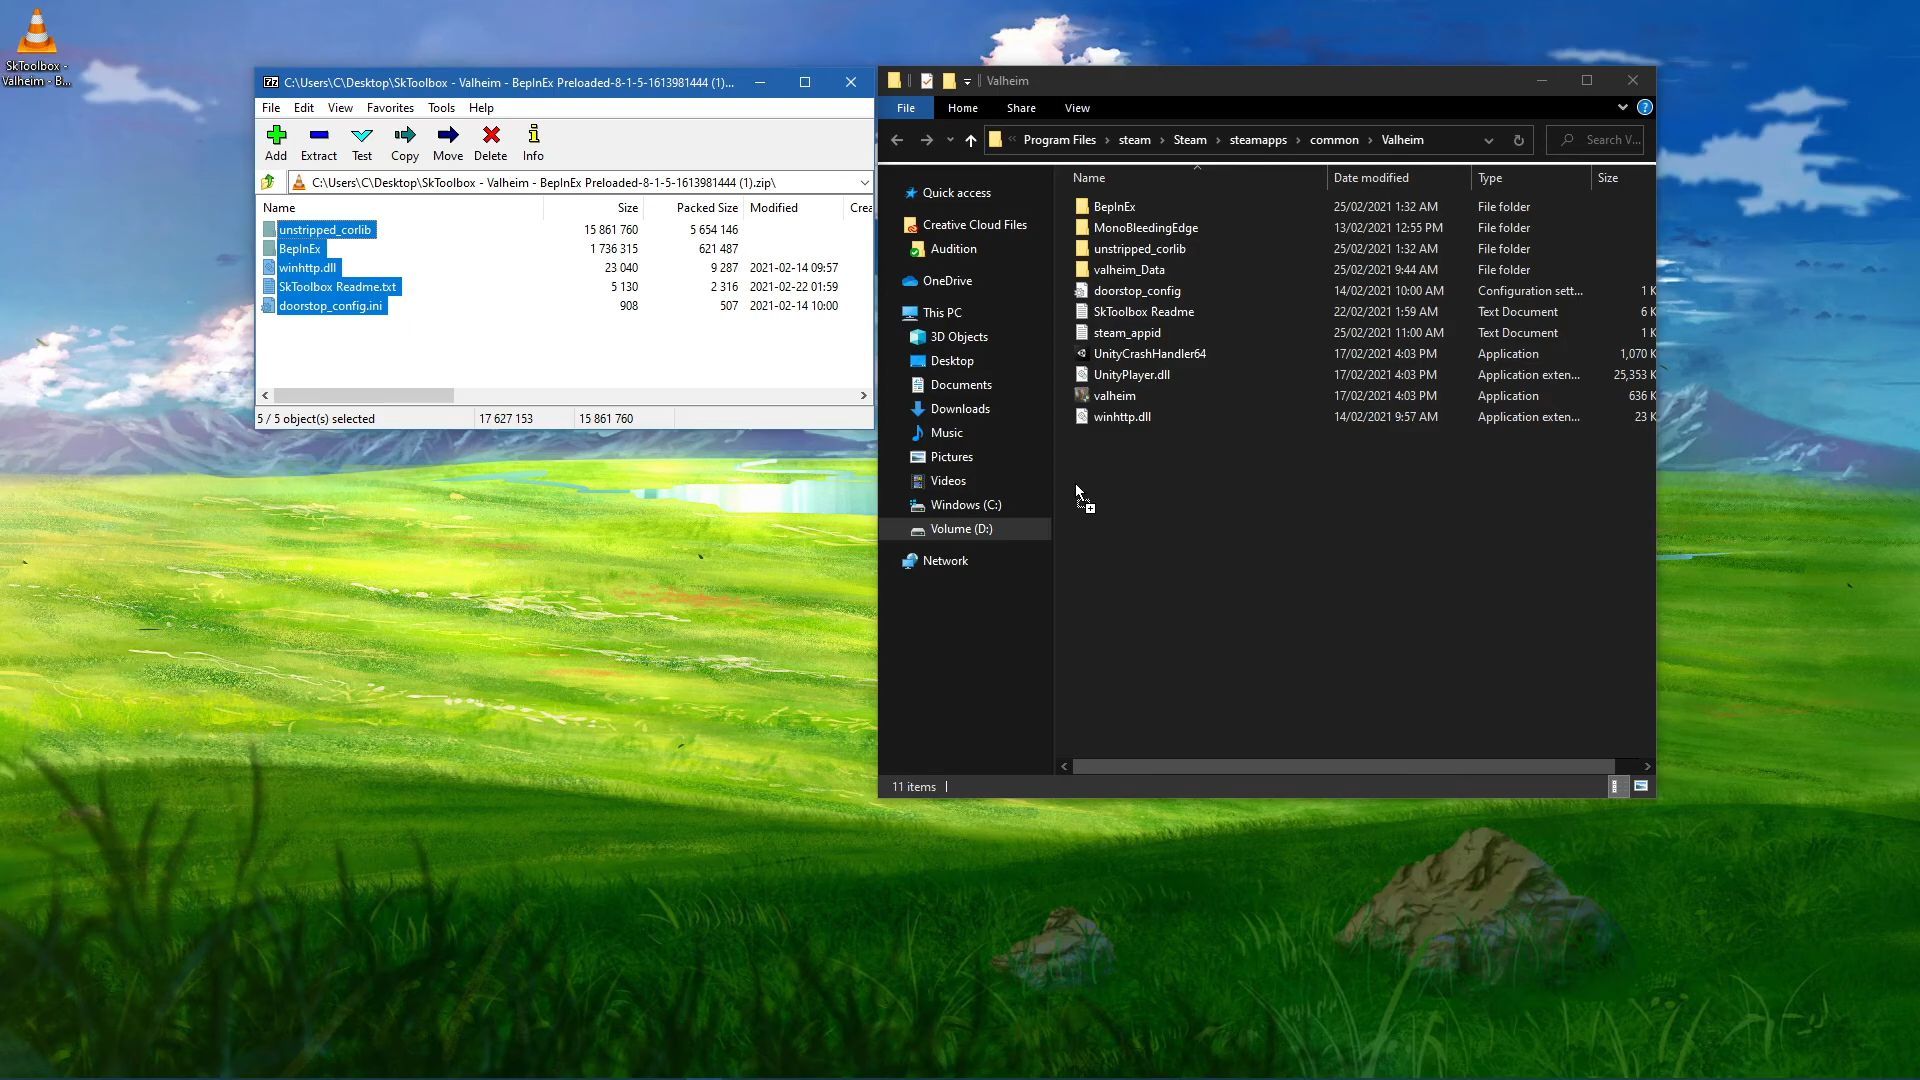 SkToolbox -
Valheim - B...
C:\Users\C\Desktop\SkToolbox - Valheim - BepInEx Preloaded-8-1-5-1613981444 (1)...
File Edit View Favorites Tools Help
Add Extract Test Copy Move Delete Info
C:\Users\C\Desktop\SkToolbox - Valheim - BepInEx Preloaded-8-1-5-1613981444 (1).zip\
Name Size Packed Size Modified Crea
unstripped_corlib 15 861 760 5 654 146
BepInEx 1 736 315 621 487
winhttp.dll 23 040 9 287 2021-02-14 09:57
SkToolbox Readme.txt 5 130 2 316 2021-02-22 01:59
doorstop_config.ini 908 507 2021-02-14 10:00
5 / 5 object(s) selected 17 627 153 15 861 760
Valheim
File Home Share View
« Program Files › steam › Steam › steamapps › common › Valheim
Search V...
Quick access
Creative Cloud Files
Audition
OneDrive
This PC
3D Objects
Desktop
Documents
Downloads
Music
Pictures
Videos
Windows (C:)
Volume (D:)
Network
Name Date modified Type Size
BepInEx 25/02/2021 1:32 AM File folder
MonoBleedingEdge 13/02/2021 12:55 PM File folder
unstripped_corlib 25/02/2021 1:32 AM File folder
valheim_Data 25/02/2021 9:44 AM File folder
doorstop_config 14/02/2021 10:00 AM Configuration sett... 1 K
SkToolbox Readme 22/02/2021 1:59 AM Text Document 6 K
steam_appid 25/02/2021 11:00 AM Text Document 1 K
UnityCrashHandler64 17/02/2021 4:03 PM Application 1,070 K
UnityPlayer.dll 17/02/2021 4:03 PM Application exten... 25,353 K
valheim 17/02/2021 4:03 PM Application 636 K
winhttp.dll 14/02/2021 9:57 AM Application exten... 23 K
11 items